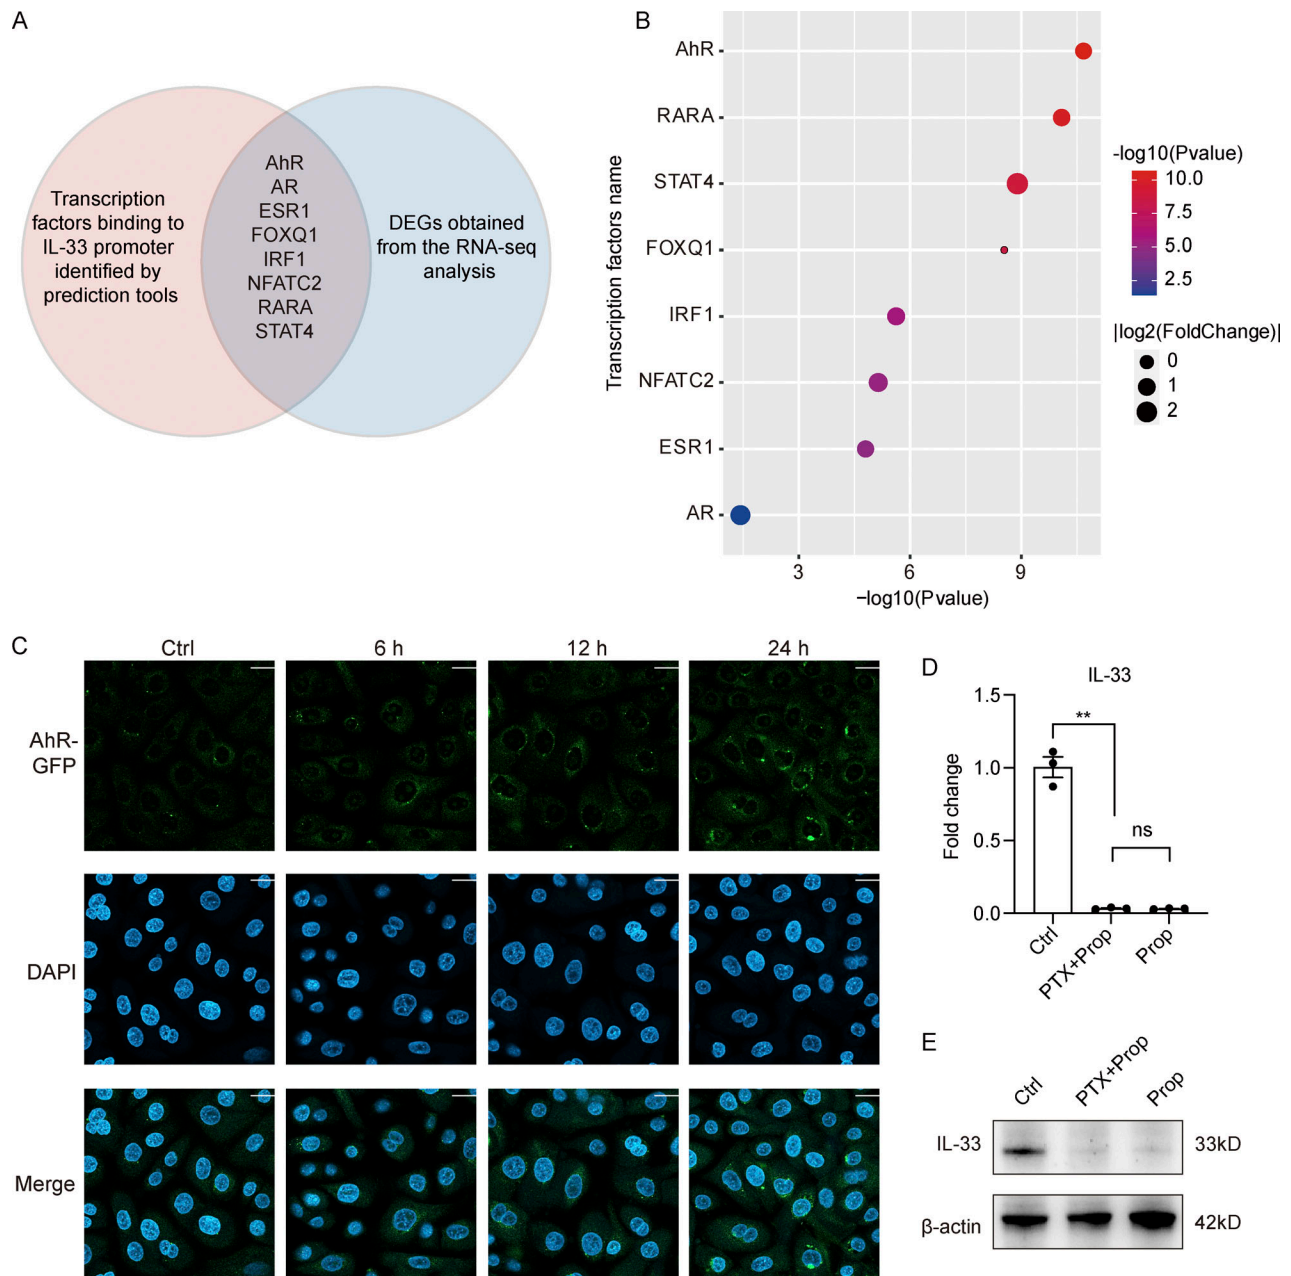 A
Transcription
factors binding to
IL-33 promoter
identified by
prediction tools
AhR
AR
ESR1
FOXQ1
IRF1
NFATC2
RARA
STAT4
DEGs obtained
from the RNA-seq
analysis
B
Transcription factors name
AhR
RARA
STAT4
FOXQ1
IRF1
NFATC2
ESR1
AR
3 6 9
−log10(Pvalue)
-log10(Pvalue)
10.0
7.5
5.0
2.5
|log2(FoldChange)|
0
1
2
C
Ctrl 6 h 12 h 24 h
AhR-
GFP
DAPI
Merge
D
IL-33
Fold change
1.5
1.0
0.5
0.0
**
ns
Ctrl
PTX+Prop
Prop
E
Ctrl
PTX+Prop
Prop
IL-33 33kD
β-actin 42kD